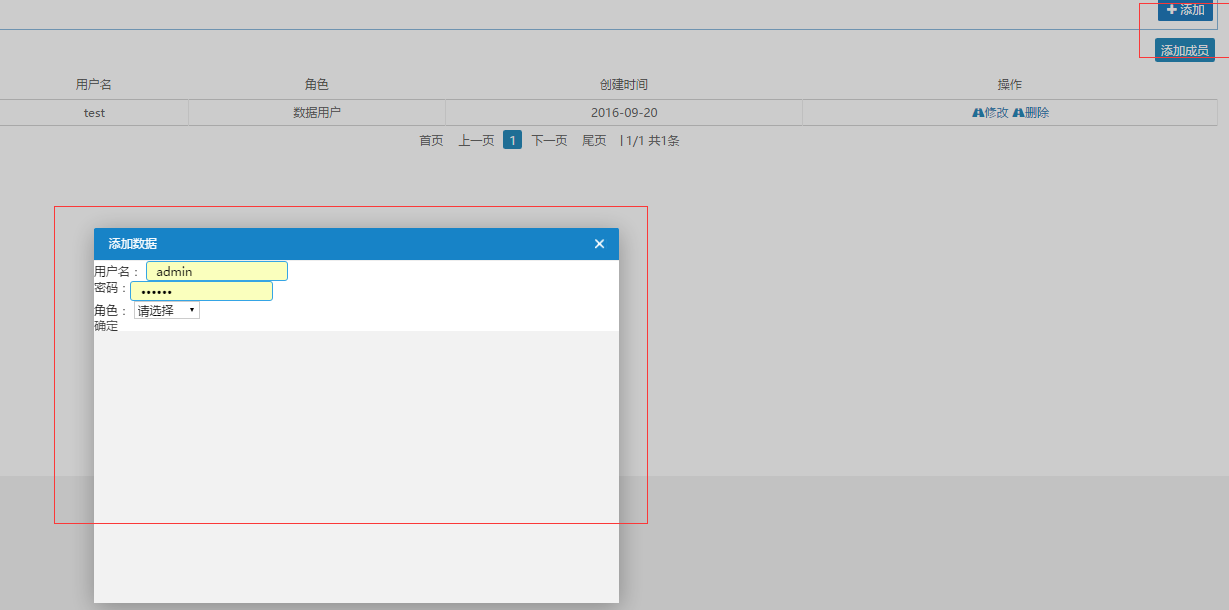 添加
添加成员
用户名 角色 创建时间 操作
test 数据用户 2016-09-20 修改 删除
首页 上一页 1 下一页 尾页 | 1/1 共1条
添加数据 ×
用户名： admin
密码： ••••••
角色： 请选择
确定